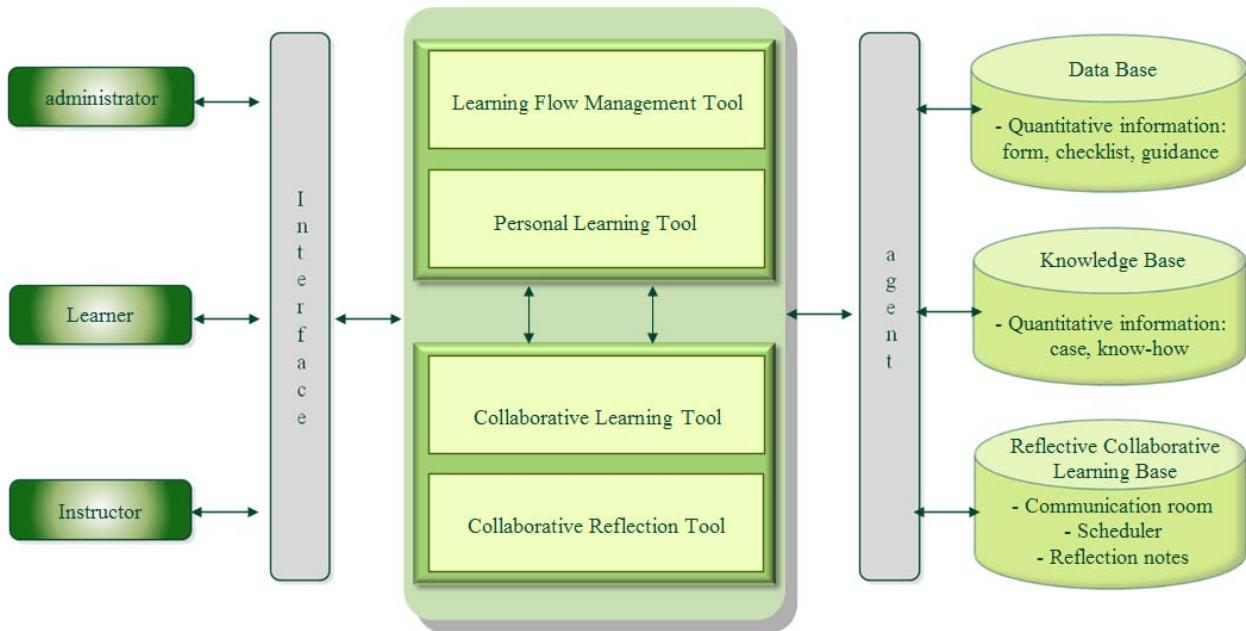 administrator
Learner
Instructor
Interface
Learning Flow Management Tool
Personal Learning Tool
Collaborative Learning Tool
Collaborative Reflection Tool
agent
Data Base
- Quantitative information:
form, checklist, guidance
Knowledge Base
- Quantitative information:
case, know-how
Reflective Collaborative
Learning Base
- Communication room
- Scheduler
- Reflection notes